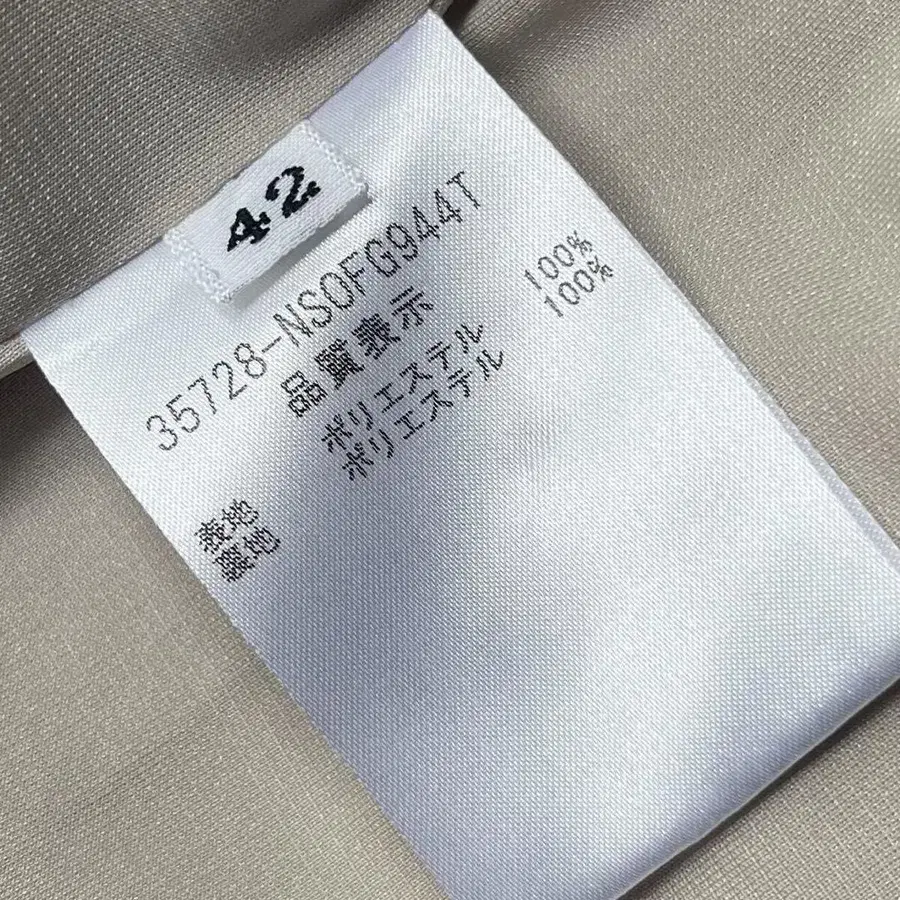 42
35728-NSOFG944T
品質表示
表地 ポリエステル 100%
裏地 ポリエステル 100%